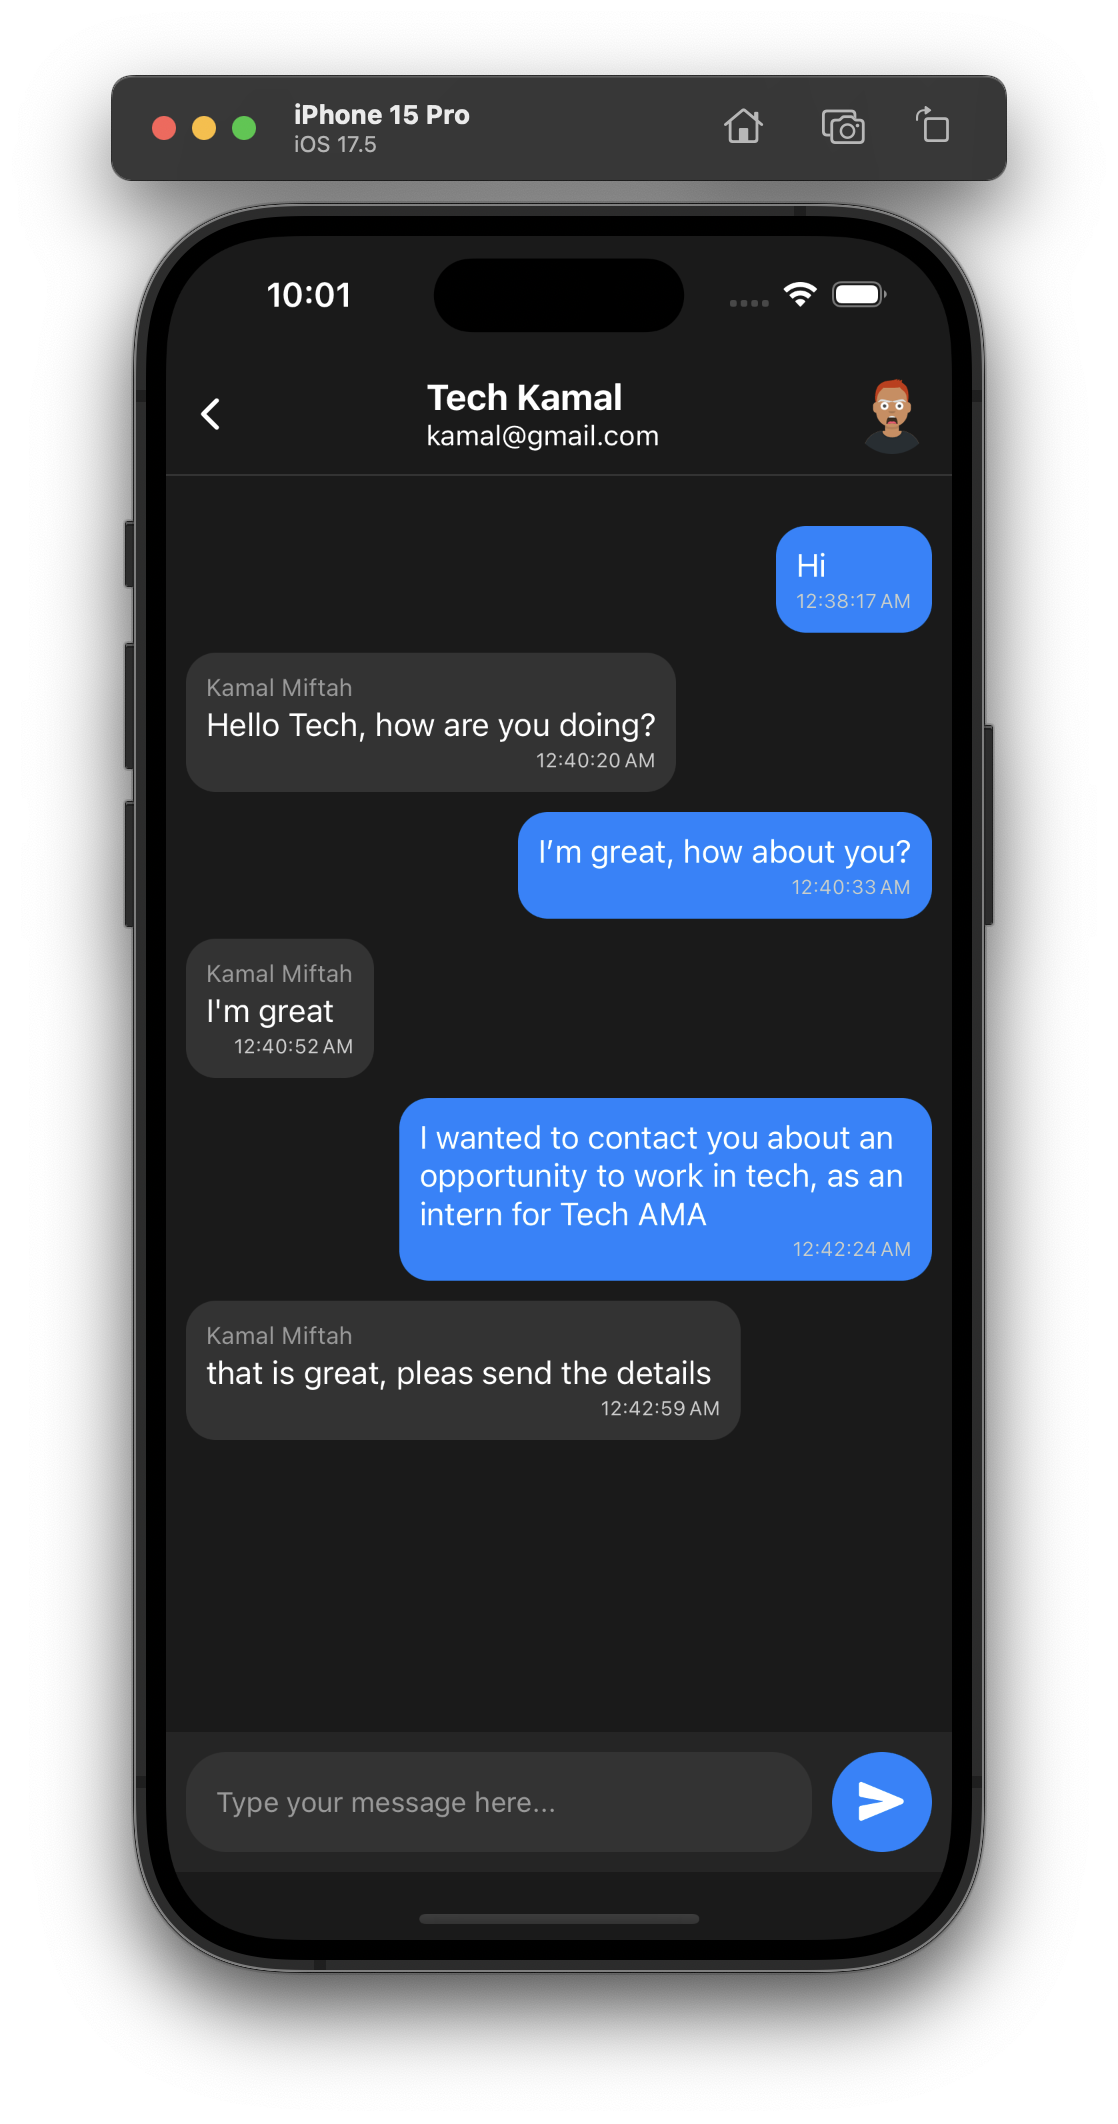 iPhone 15 Pro
iOS 17.5
10:01
Tech Kamal
kamal@gmail.com
Hi
12:38:17 AM
Kamal Miftah
Hello Tech, how are you doing?
12:40:20 AM
I’m great, how about you?
12:40:33 AM
Kamal Miftah
I'm great
12:40:52 AM
I wanted to contact you about an
opportunity to work in tech, as an
intern for Tech AMA
12:42:24 AM
Kamal Miftah
that is great, pleas send the details
12:42:59 AM
Type your message here...